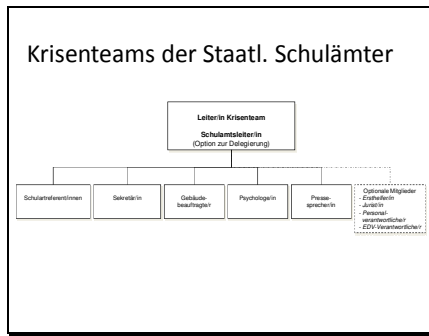 Krisenteams der Staatl. Schulämter
Leiter/in Krisenteam
Schulamtsleiter/in
(Option zur Delegierung)
Schulartreferent/innen
Sekretär/in
Gebäude-
beauftragte/r
Psychologe/in
Presse-
sprecher/in
Optionale Mitglieder
- Ersthelfer/in
- Jurist/in
- Personal-
verantwortliche/r
- EDV-Verantwortliche/r